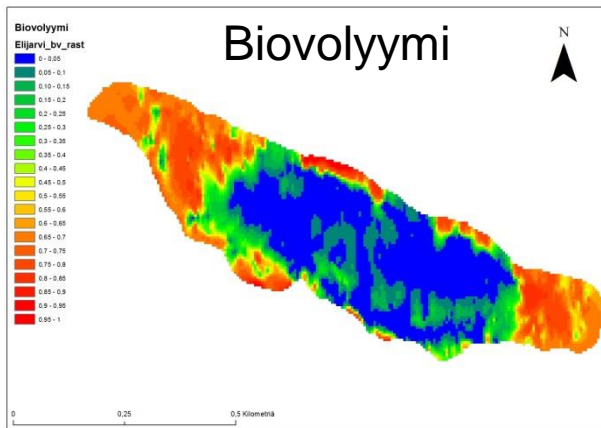 Biovolyymi
Biovolyymi
Elijarvi_bv_rast
N
0 - 0,05
0,05 - 0,1
0,10 - 0,15
0,15 - 0,2
0,2 - 0,25
0,25 - 0,3
0,3 - 0,35
0,35 - 0,4
0,4 - 0,45
0,45 - 0,5
0,5 - 0,55
0,55 - 0,6
0,6 - 0,65
0,65 - 0,7
0,7 - 0,75
0,75 - 0,8
0,8 - 0,85
0,85 - 0,9
0,9 - 0,95
0,95 - 1
0 0,25 0,5 Kilometriä